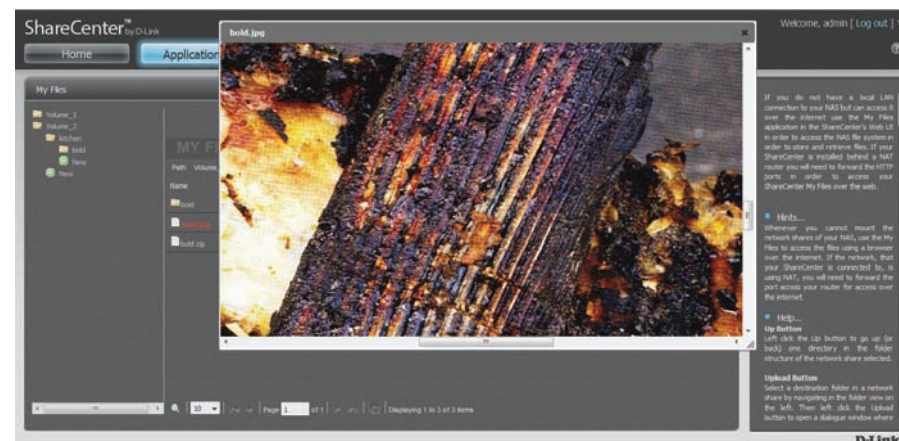 ShareCenter™ by D-Link
Welcome, admin [ Log out ]
Home
Application
bold.jpg
My Files
Volume_1
Volume_2
kitchen
bold
New
New
MY FI
Path: Volume
Name
bold
bold.jpg
bold.zip
10
Page 1 of 1
Displaying 1 to 3 of 3 items
If you do not have a local LAN
connection to your NAS but can access it
over the internet use the My Files
application in the ShareCenter's Web UI
in order to access the NAS file system in
order to store and retrieve files. If your
ShareCenter is installed behind a NAT
router you will need to forward the HTTP
ports in order to access your
ShareCenter My Files over the web.
Hints...
Whenever you cannot mount the
network shares of your NAS, use the My
Files to access the files using a browser
over the internet. If the network, that
your ShareCenter is connected to, is
using NAT, you will need to forward the
port across your router for access over
the internet.
Help...
Up Button
Left click the Up button to go up (or
back) one directory in the folder
structure of the network share selected.
Upload Button
Select a destination folder in a network
share by navigating in the folder view on
the left. Then left click the Upload
button to open a dialogue window where
D-Link